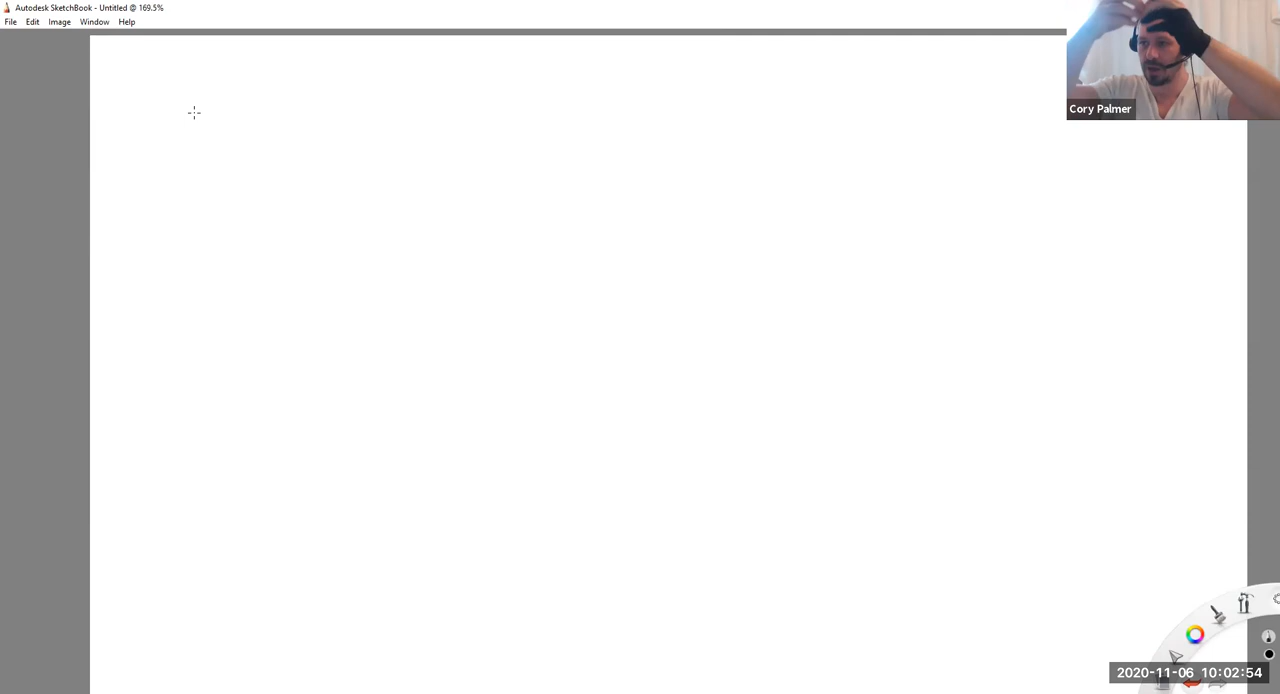 Autodesk SketchBook - Untitled @ 169.5%
File Edit Image Window Help
Cory Palmer
2020-11-06 10:02:54